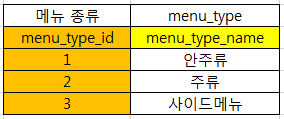 메뉴 종류 menu_type
menu_type_id menu_type_name
1 안주류
2 주류
3 사이드메뉴